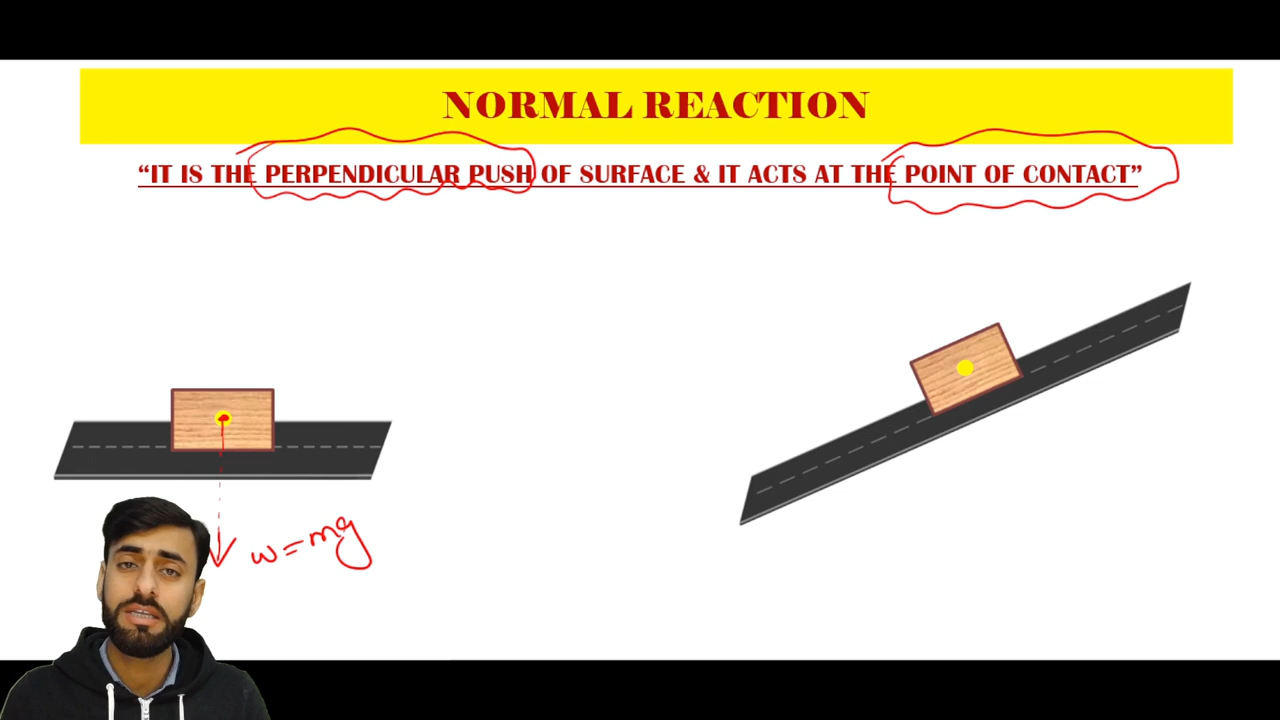 NORMAL REACTION
“IT IS THE PERPENDICULAR PUSH OF SURFACE & IT ACTS AT THE POINT OF CONTACT”
w = mg